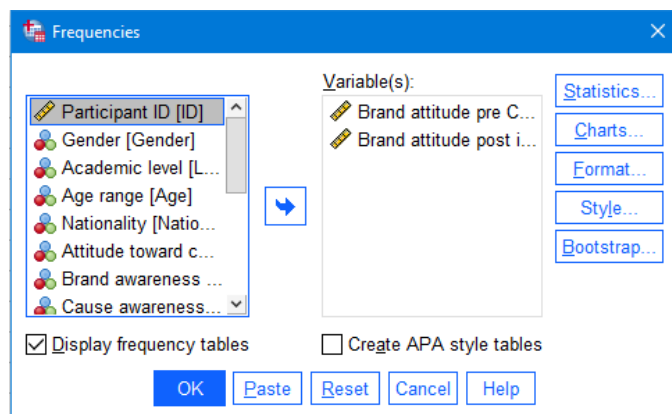 Frequencies
Variable(s):
Participant ID [ID]
Gender [Gender]
Academic level [L...
Age range [Age]
Nationality [Natio...
Attitude toward c...
Brand awareness ...
Cause awareness...
Brand attitude pre C...
Brand attitude post i...
Statistics...
Charts...
Format...
Style...
Bootstrap...
Display frequency tables
Create APA style tables
OK Paste Reset Cancel Help